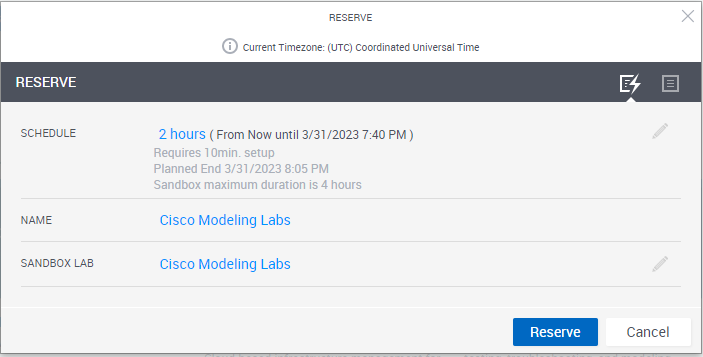 RESERVE
Current Timezone: (UTC) Coordinated Universal Time
RESERVE
SCHEDULE
2 hours ( From Now until 3/31/2023 7:40 PM )
Requires 10min. setup
Planned End 3/31/2023 8:05 PM
Sandbox maximum duration is 4 hours
NAME
Cisco Modeling Labs
SANDBOX LAB
Cisco Modeling Labs
Reserve
Cancel